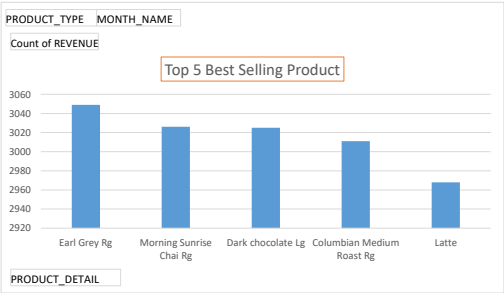 PRODUCT_TYPE MONTH_NAME
Count of REVENUE
Top 5 Best Selling Product
3060
3040
3020
3000
2980
2960
2940
2920
Earl Grey Rg Morning Sunrise Dark chocolate Lg Columbian Medium Latte
Chai Rg Roast Rg
PRODUCT_DETAIL